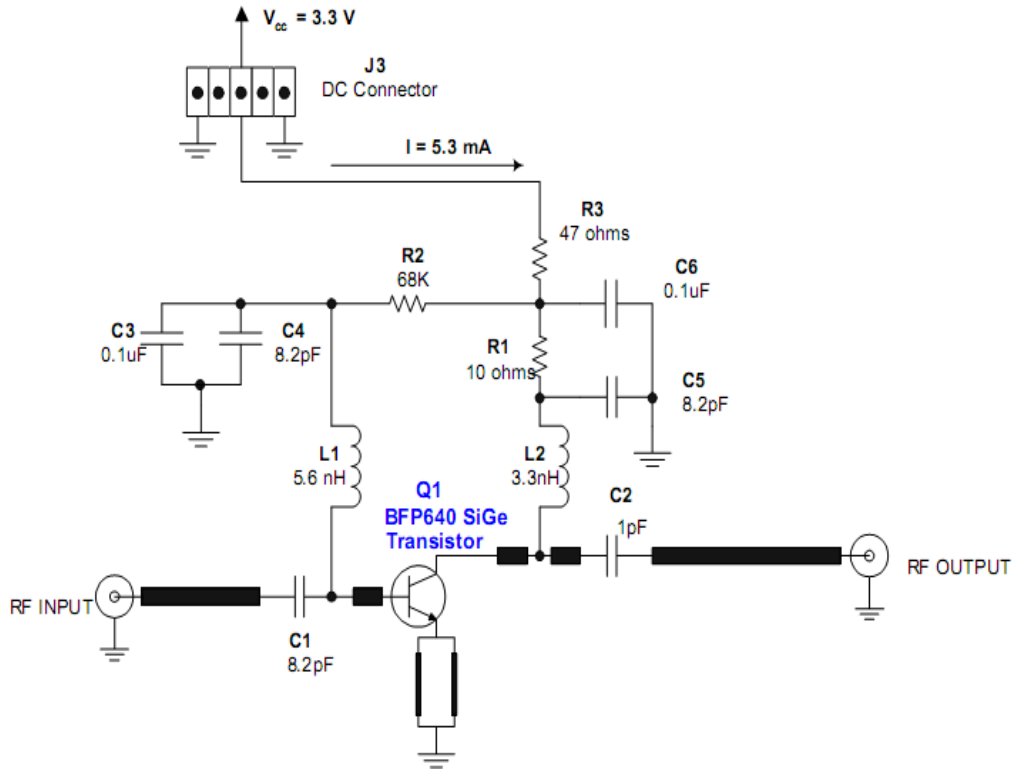 Vcc = 3.3 V
J3
DC Connector
I = 5.3 mA
R3
47 ohms
R2
68K
C6
0.1uF
C3
0.1uF
C4
8.2pF
R1
10 ohms
C5
8.2pF
L1
5.6 nH
L2
3.3nH
Q1
BFP640 SiGe
Transistor
C2
1pF
RF INPUT
RF OUTPUT
C1
8.2pF